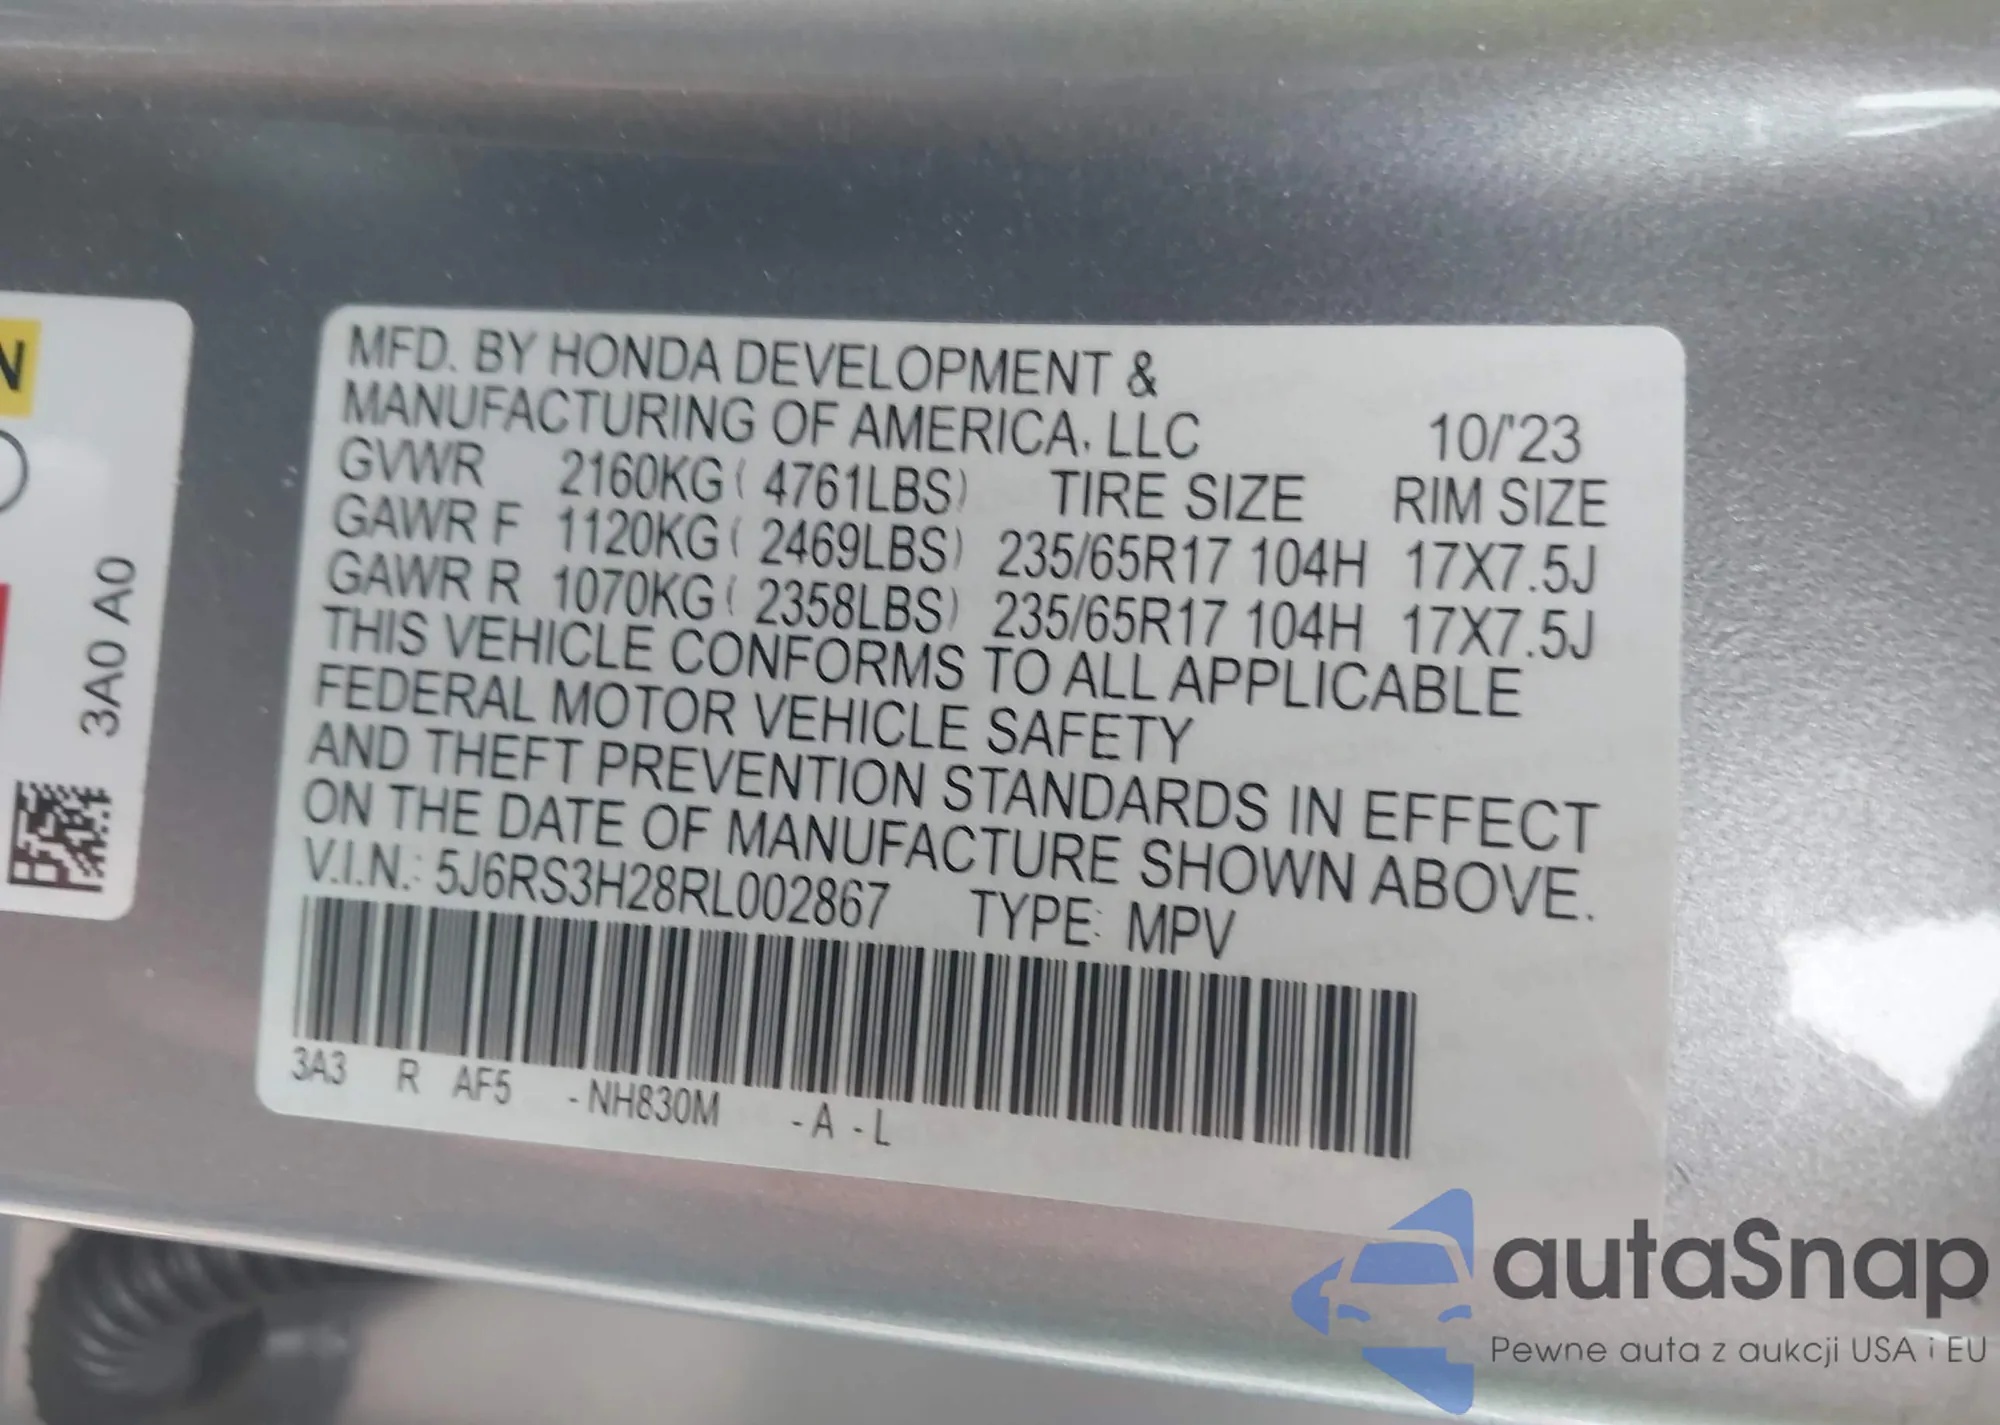 N
3A0 A0
MFD. BY HONDA DEVELOPMENT &
MANUFACTURING OF AMERICA, LLC 10/'23
GVWR 2160KG ( 4761LBS) TIRE SIZE RIM SIZE
GAWR F 1120KG ( 2469LBS) 235/65R17 104H 17X7.5J
GAWR R 1070KG ( 2358LBS) 235/65R17 104H 17X7.5J
THIS VEHICLE CONFORMS TO ALL APPLICABLE
FEDERAL MOTOR VEHICLE SAFETY
AND THEFT PREVENTION STANDARDS IN EFFECT
ON THE DATE OF MANUFACTURE SHOWN ABOVE.
V.I.N.: 5J6RS3H28RL002867 TYPE: MPV
3A3 R AF5 -NH830M -A -L
autaSnap
Pewne auta z aukcji USA i EU